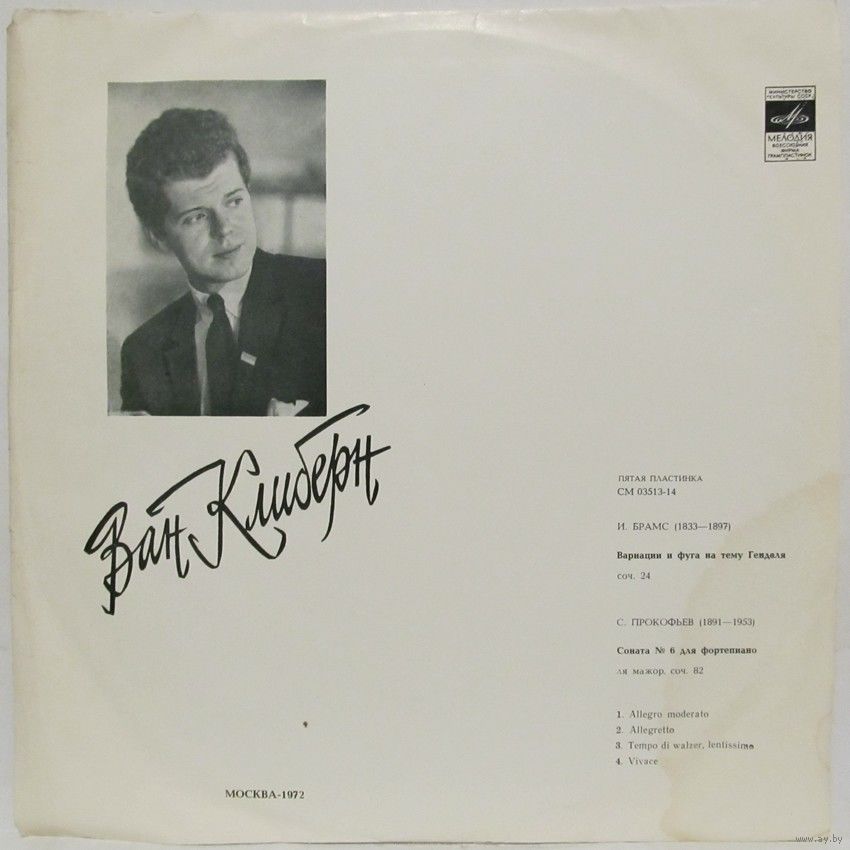 МИНИСТЕРСТВО
КУЛЬТУРЫ СССР
МЕЛОДИЯ
ВСЕСОЮЗНАЯ
ФИРМА
ГРАМПЛАСТИНОК
Ван Клиберн
ПЯТАЯ ПЛАСТИНКА
СМ 03513-14
И. БРАМС (1833—1897)
Вариации и фуга на тему Генделя
соч. 24
С. ПРОКОФЬЕВ (1891—1953)
Соната № 6 для фортепиано
ля мажор, соч. 82
1. Allegro moderato
2. Allegretto
3. Tempo di walzer, lentissimo
4. Vivace
МОСКВА-1972
www.ay.by